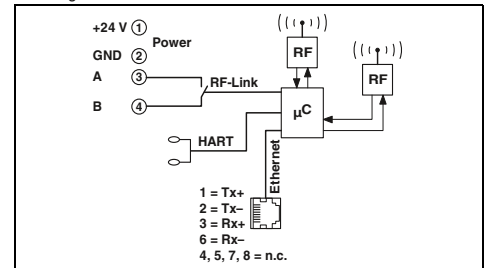 +24 V 1
Power
GND 2
A 3
RF-Link
B 4
RF
RF
µC
HART
Ethernet
1 = Tx+
2 = Tx–
3 = Rx+
6 = Rx–
4, 5, 7, 8 = n.c.